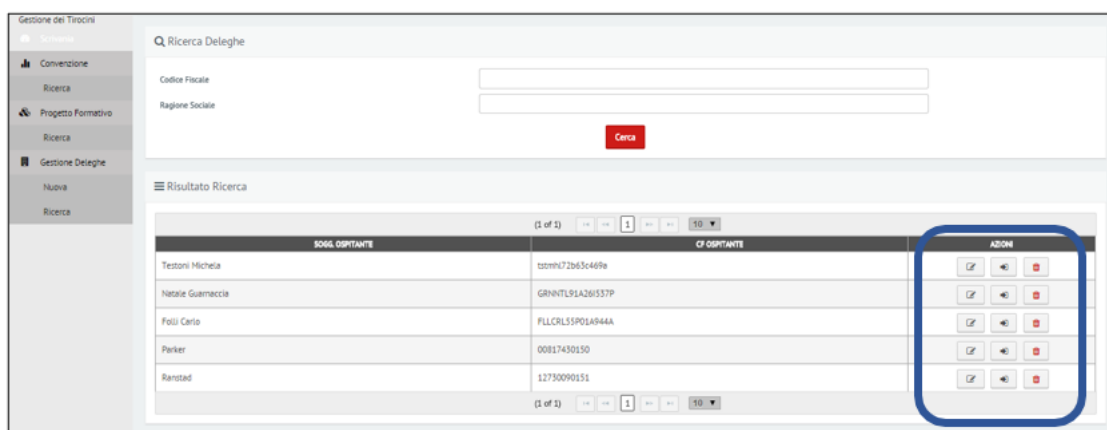 Gestione dei Tirocini
Scrivania
Convenzione
Ricerca
Progetto Formativo
Ricerca
Gestione Deleghe
Nuova
Ricerca
Ricerca Deleghe
Codice Fiscale
Ragione Sociale
Cerca
Risultato Ricerca
(1 of 1) 1 10
SOGG. OSPITANTE CF OSPITANTE AZIONI
Testoni Michela tstmhl72b63c469a
Natale Guarnaccia GRNNTL91A26I537P
Folli Carlo FLLCRL55P01A944A
Parker 00817430150
Ranstad 12730090151
(1 of 1) 1 10